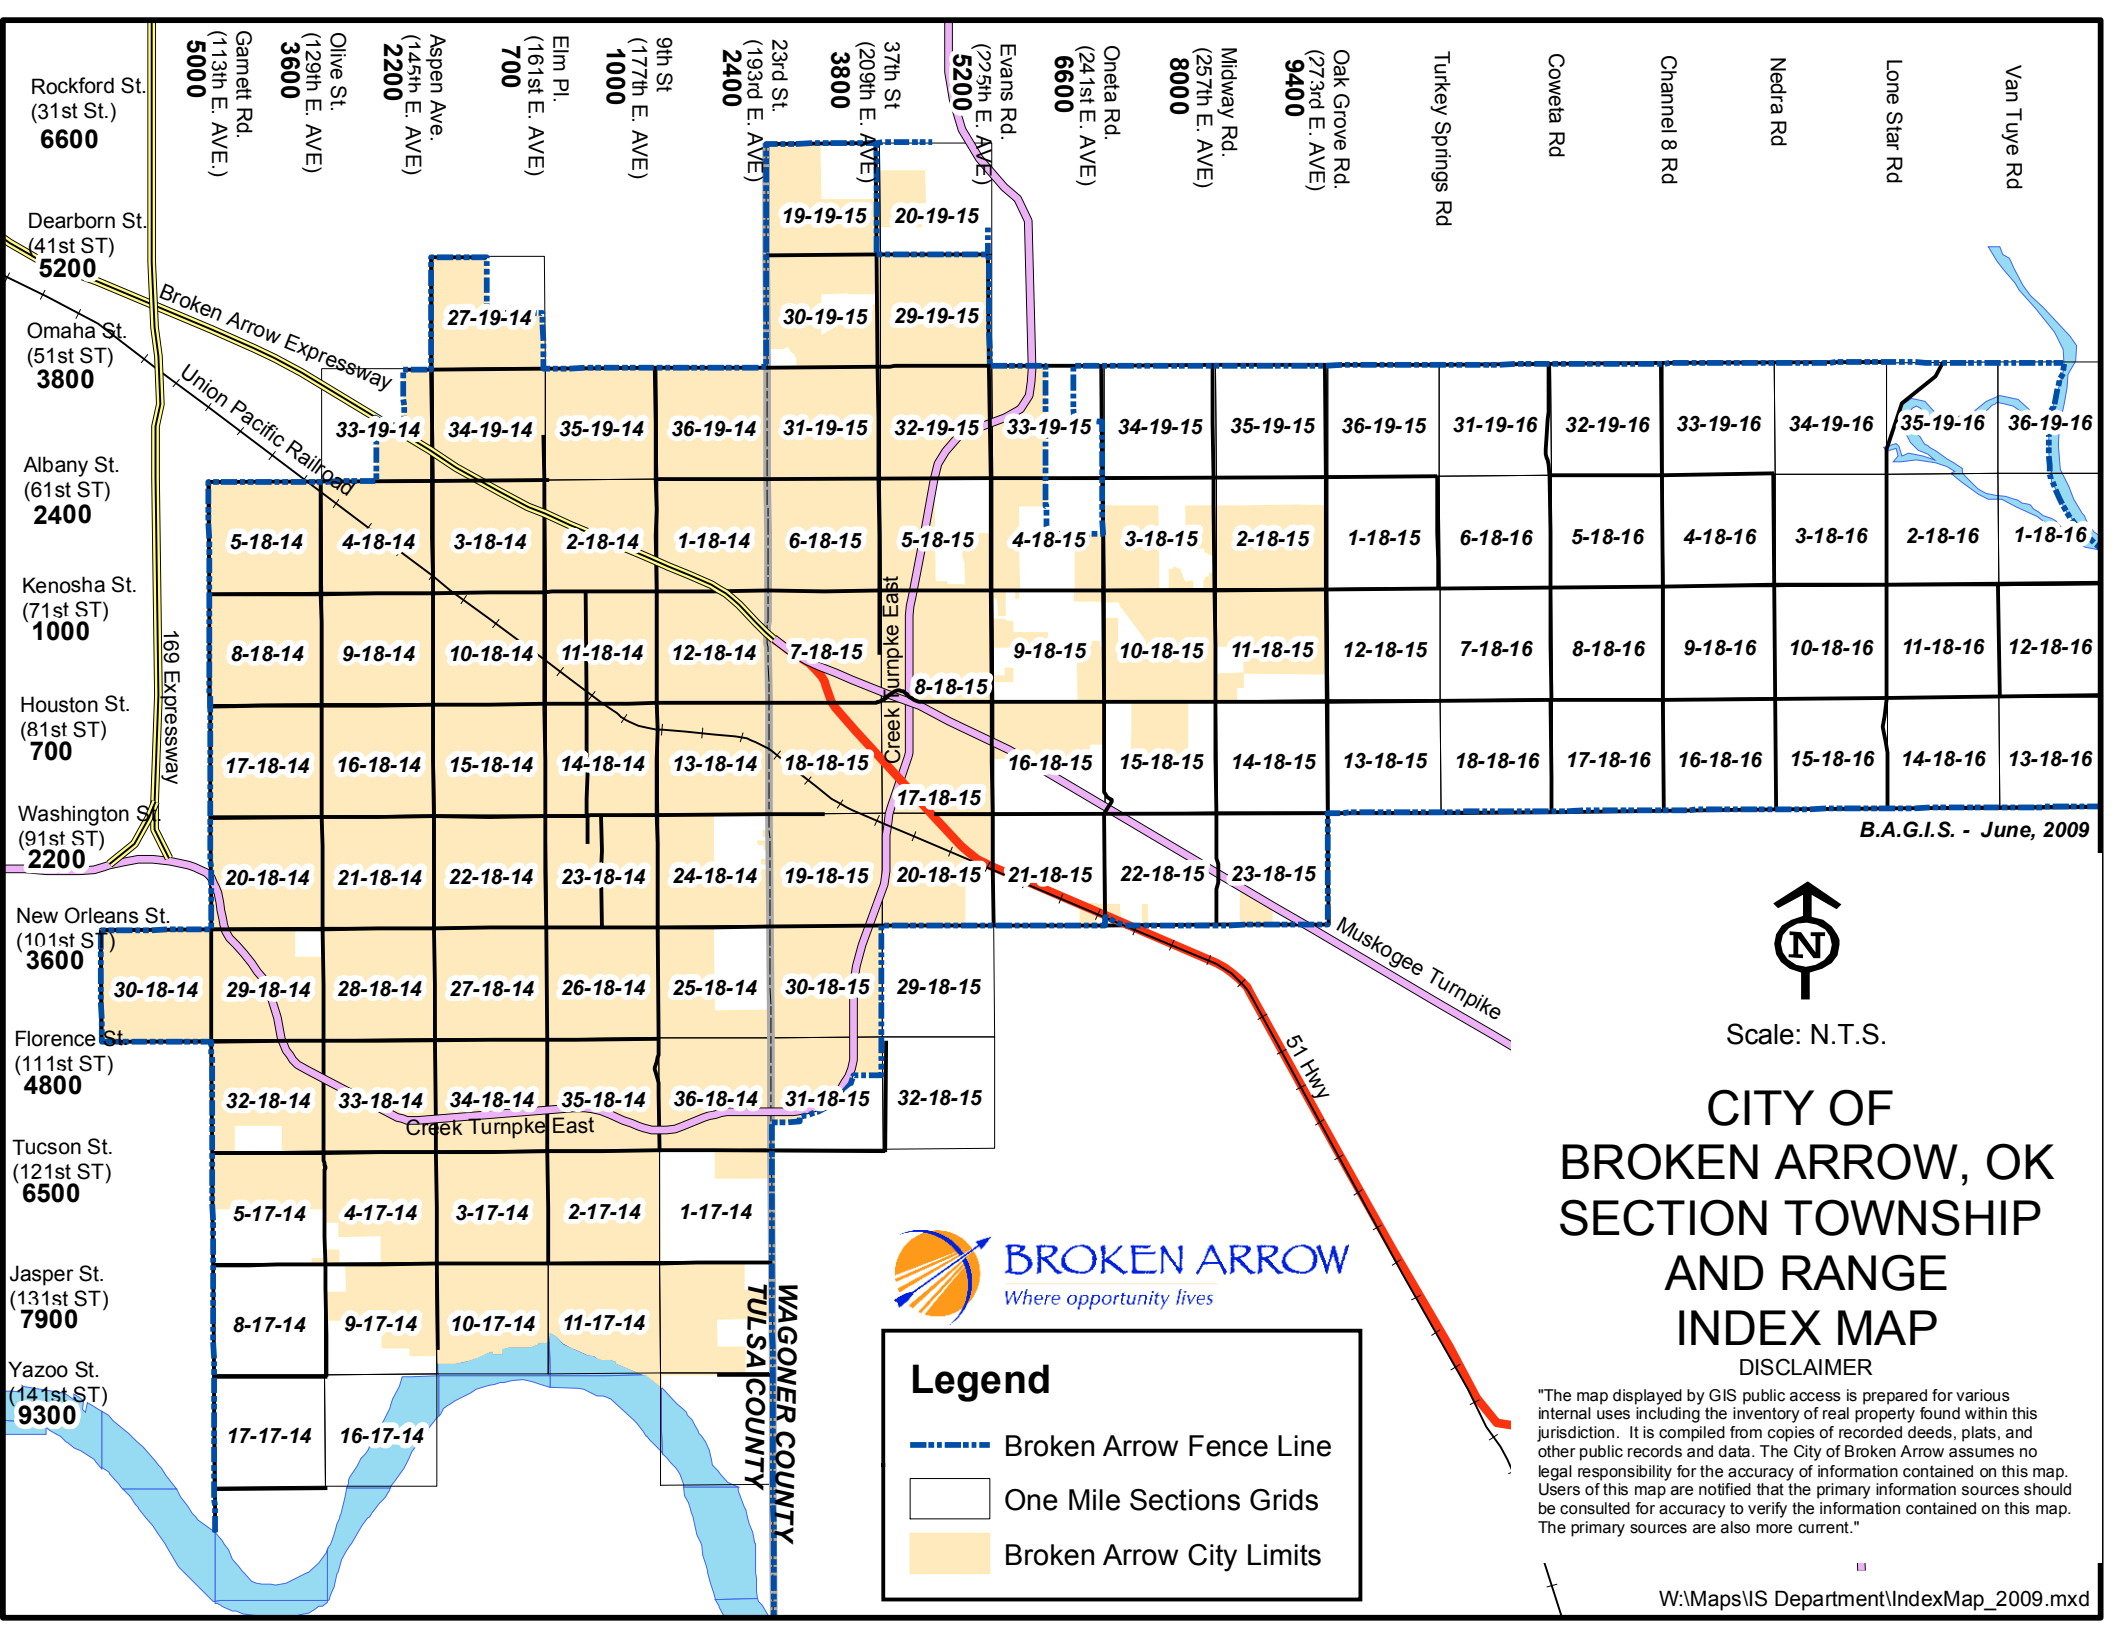 Garnett Rd.
(113th E. AVE.)
5000
Olive St.
(129th E. AVE)
3600
Aspen Ave.
(145th E. AVE)
2200
Elm Pl.
(161st E. AVE)
700
9th St
(177th E. AVE)
1000
23rd St.
(193rd E. AVE)
2400
37th St
(209th E. AVE)
3800
Evans Rd.
(225th E. AVE)
5200
Oneta Rd.
(241st E. AVE)
6600
Midway Rd.
(257th E. AVE)
8000
Oak Grove Rd.
(273rd E. AVE)
9400
Turkey Springs Rd
Coweta Rd
Channel 8 Rd
Nedra Rd
Lone Star Rd
Van Tuye Rd
Rockford St.
(31st St.)
6600
Dearborn St.
(41st ST)
5200
Omaha St.
(51st ST)
3800
Albany St.
(61st ST)
2400
Kenosha St.
(71st ST)
1000
Houston St.
(81st ST)
700
Washington St.
(91st ST)
2200
New Orleans St.
(101st ST)
3600
Florence St.
(111st ST)
4800
Tucson St.
(121st ST)
6500
Jasper St.
(131st ST)
7900
Yazoo St.
(141st ST)
9300
Broken Arrow Expressway
Union Pacific Railroad
169 Expressway
Creek Turnpke East
Creek Turnpke East
Muskogee Turnpike
51 Hwy
WAGONER COUNTY
TULSA COUNTY
19-19-15 20-19-15
27-19-14 30-19-15 29-19-15
33-19-14 34-19-14 35-19-14 36-19-14 31-19-15 32-19-15 33-19-15 34-19-15 35-19-15 36-19-15 31-19-16 32-19-16 33-19-16 34-19-16 35-19-16 36-19-16
5-18-14 4-18-14 3-18-14 2-18-14 1-18-14 6-18-15 5-18-15 4-18-15 3-18-15 2-18-15 1-18-15 6-18-16 5-18-16 4-18-16 3-18-16 2-18-16 1-18-16
8-18-14 9-18-14 10-18-14 11-18-14 12-18-14 7-18-15 8-18-15 9-18-15 10-18-15 11-18-15 12-18-15 7-18-16 8-18-16 9-18-16 10-18-16 11-18-16 12-18-16
17-18-14 16-18-14 15-18-14 14-18-14 13-18-14 18-18-15 17-18-15 16-18-15 15-18-15 14-18-15 13-18-15 18-18-16 17-18-16 16-18-16 15-18-16 14-18-16 13-18-16
20-18-14 21-18-14 22-18-14 23-18-14 24-18-14 19-18-15 20-18-15 21-18-15 22-18-15 23-18-15
30-18-14 29-18-14 28-18-14 27-18-14 26-18-14 25-18-14 30-18-15 29-18-15
32-18-14 33-18-14 34-18-14 35-18-14 36-18-14 31-18-15 32-18-15
5-17-14 4-17-14 3-17-14 2-17-14 1-17-14
8-17-14 9-17-14 10-17-14 11-17-14
17-17-14 16-17-14
B.A.G.I.S. - June, 2009
N
Scale: N.T.S.
CITY OF
BROKEN ARROW, OK
SECTION TOWNSHIP
AND RANGE
INDEX MAP
DISCLAIMER
"The map displayed by GIS public access is prepared for various
internal uses including the inventory of real property found within this
jurisdiction. It is compiled from copies of recorded deeds, plats, and
other public records and data. The City of Broken Arrow assumes no
legal responsibility for the accuracy of information contained on this map.
Users of this map are notified that the primary information sources should
be consulted for accuracy to verify the information contained on this map.
The primary sources are also more current."
BROKEN ARROW
Where opportunity lives
Legend
Broken Arrow Fence Line
One Mile Sections Grids
Broken Arrow City Limits
W:\Maps\IS Department\IndexMap_2009.mxd